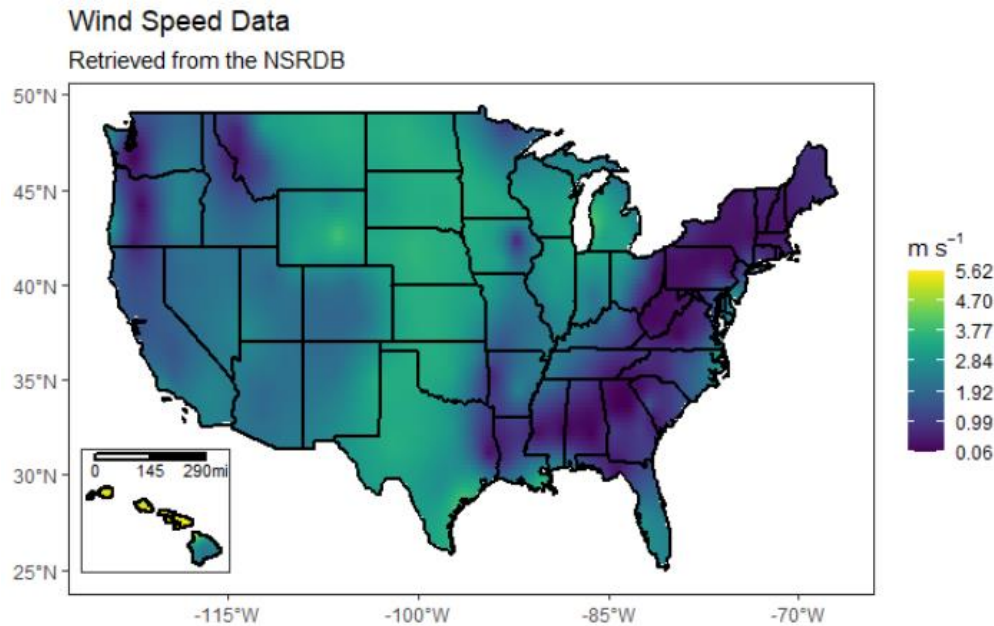 Wind Speed Data
Retrieved from the NSRDB
50°N
45°N
40°N
35°N
30°N
25°N
0 145 290mi
-115°W -100°W -85°W -70°W
m s⁻¹
5.62
4.70
3.77
2.84
1.92
0.99
0.06